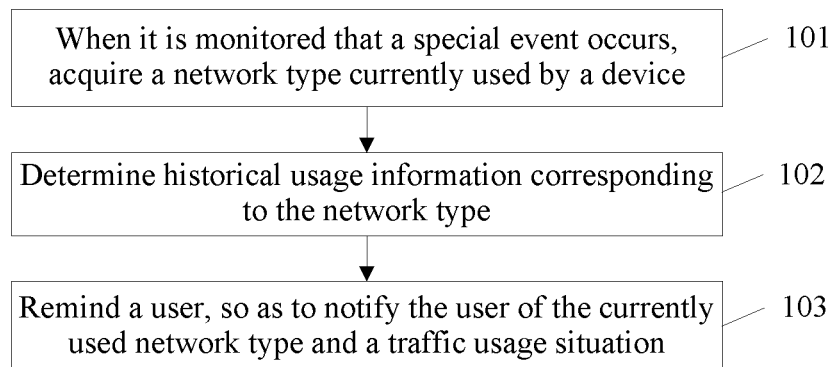 When it is monitored that a special event occurs,
acquire a network type currently used by a device
101
Determine historical usage information corresponding
to the network type
102
Remind a user, so as to notify the user of the currently
used network type and a traffic usage situation
103